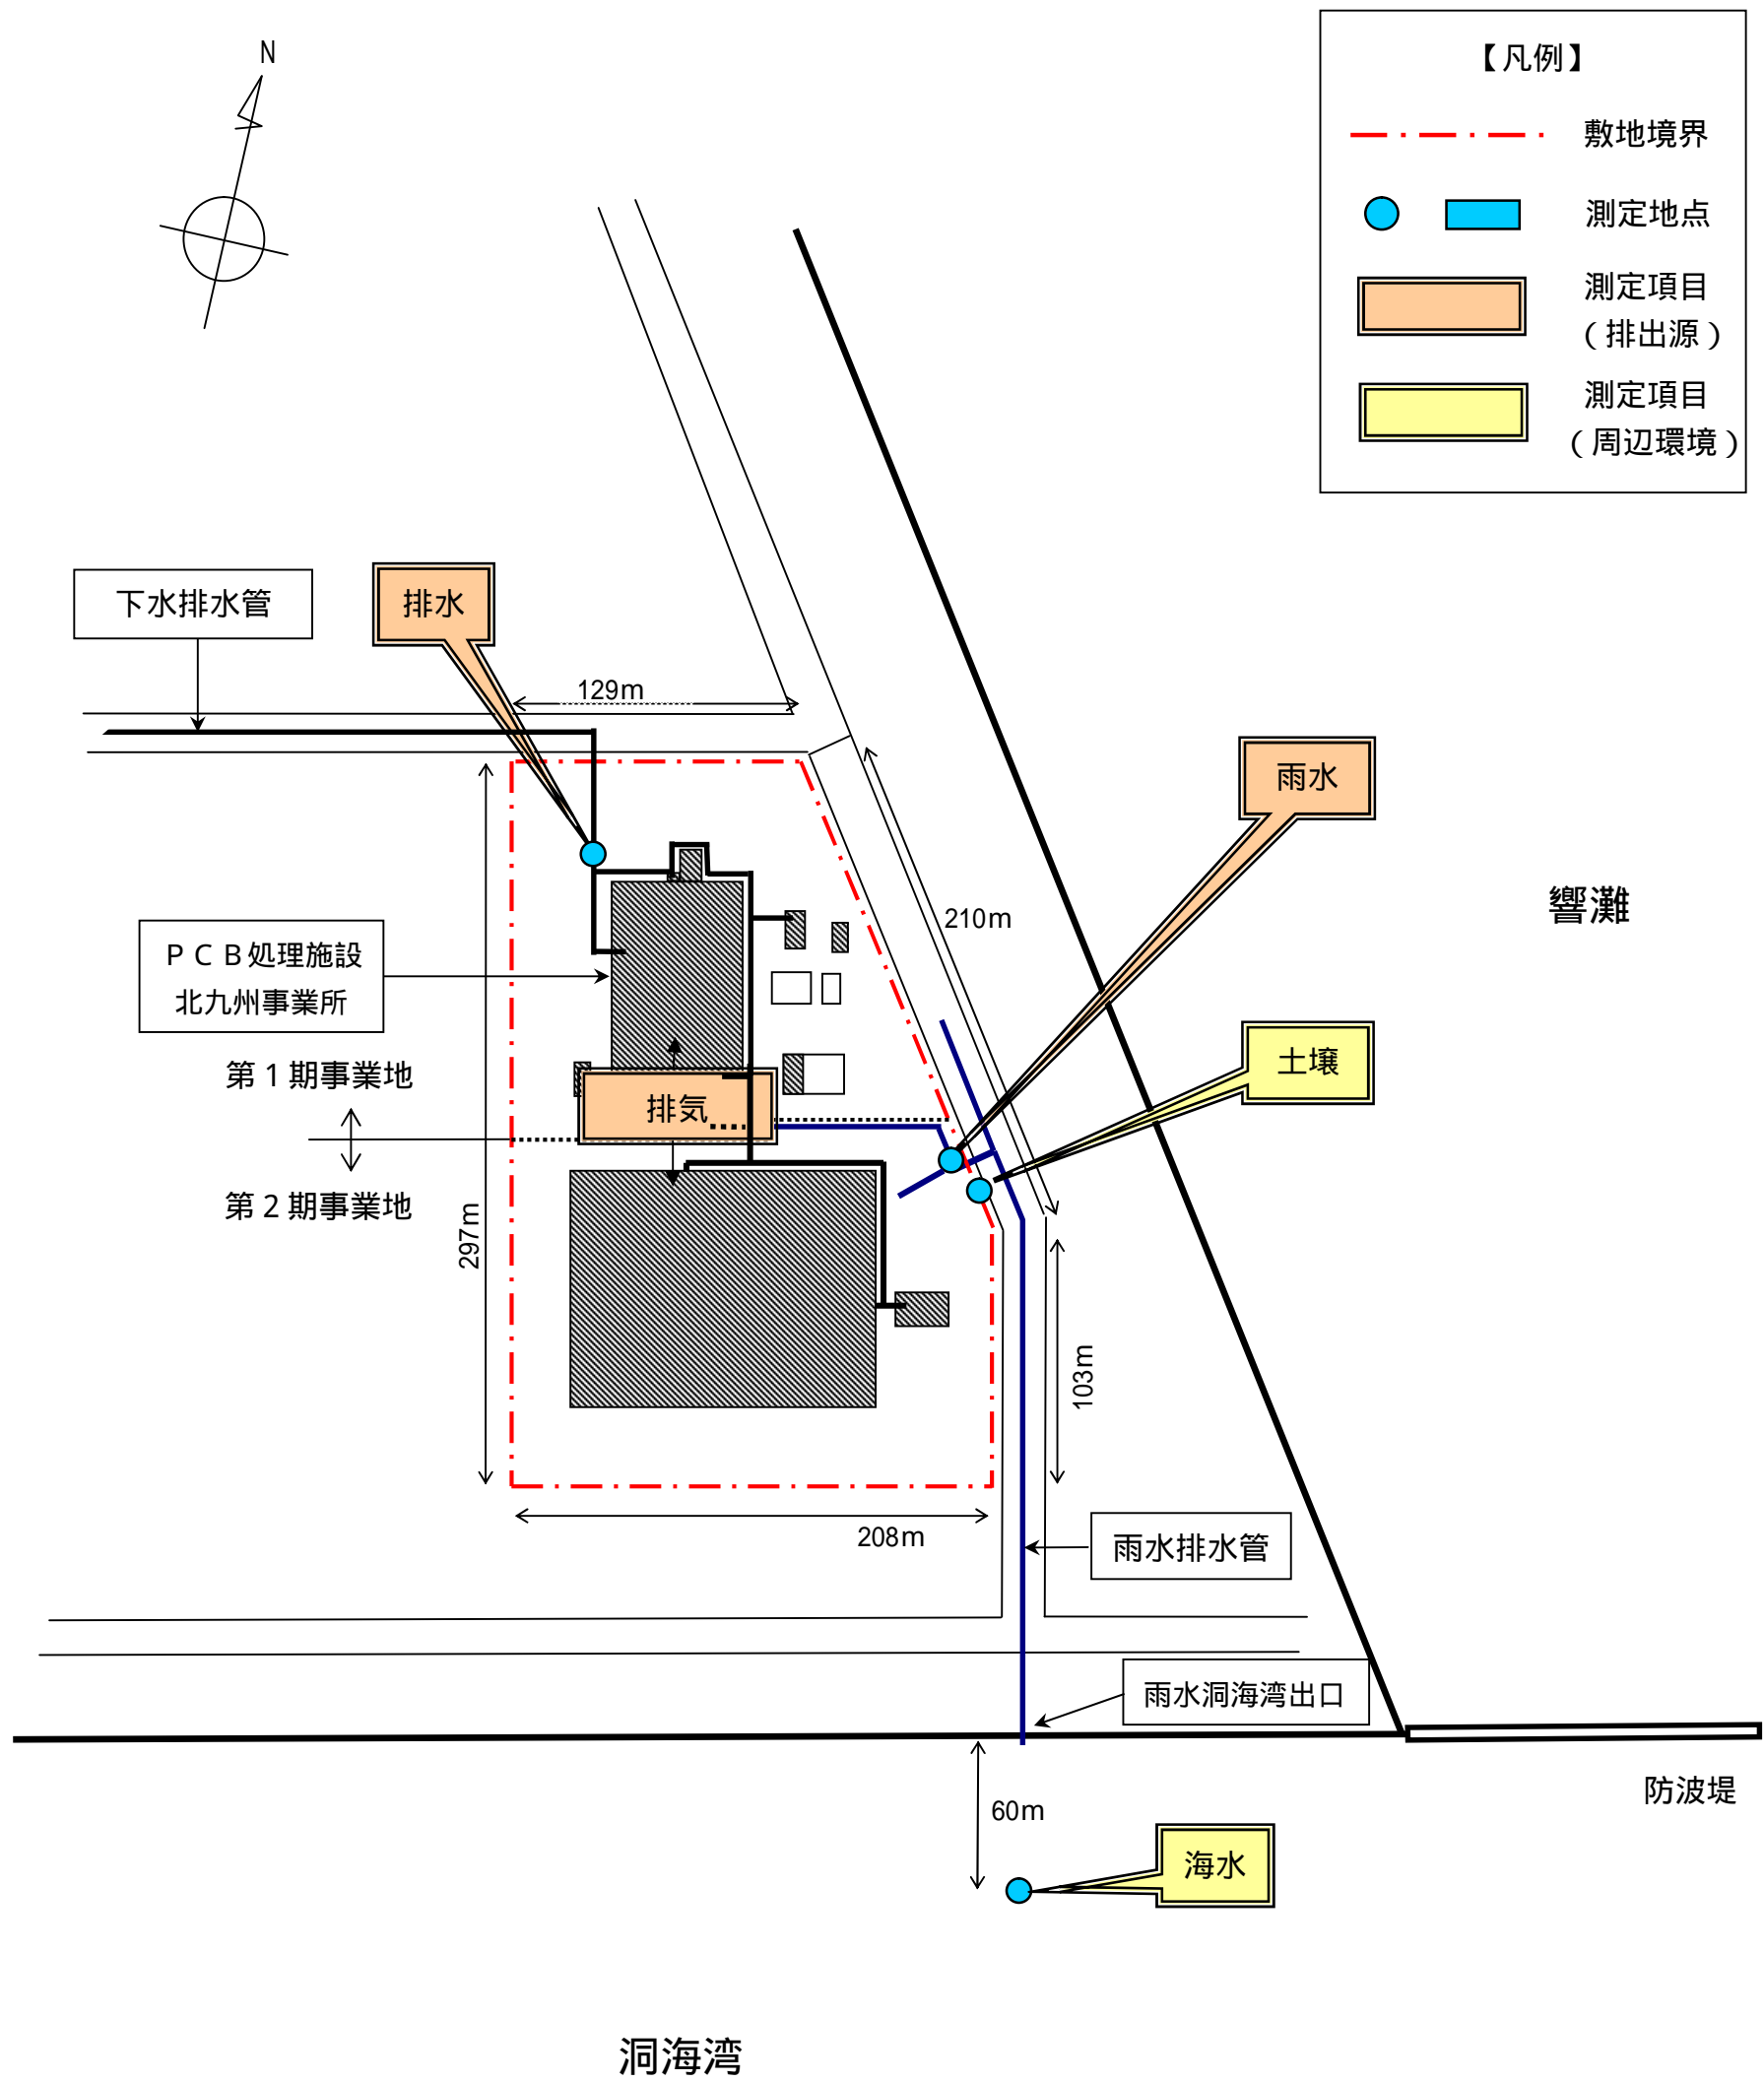 N
【凡例】
敷地境界
測定地点
測定項目
（排出源）
測定項目
（周辺環境）
下水排水管
排水
129m
雨水
210m
響灘
ＰＣＢ処理施設
北九州事業所
土壌
第１期事業地
排気
第２期事業地
297m
103m
208m
雨水排水管
雨水洞海湾出口
防波堤
60m
海水
洞海湾